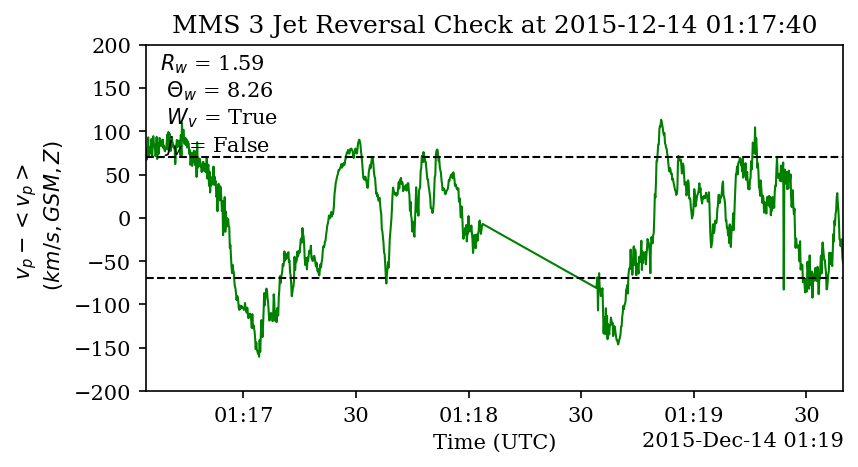 MMS 3 Jet Reversal Check at 2015-12-14 01:17:40
R_w = 1.59
Θ_w = 8.26
W_v = True
= False
200
150
100
50
0
−50
−100
−150
−200
v_p − < v_p >
(km/s, GSM, Z)
01:17 30 01:18 30 01:19 30
Time (UTC)
2015-Dec-14 01:19